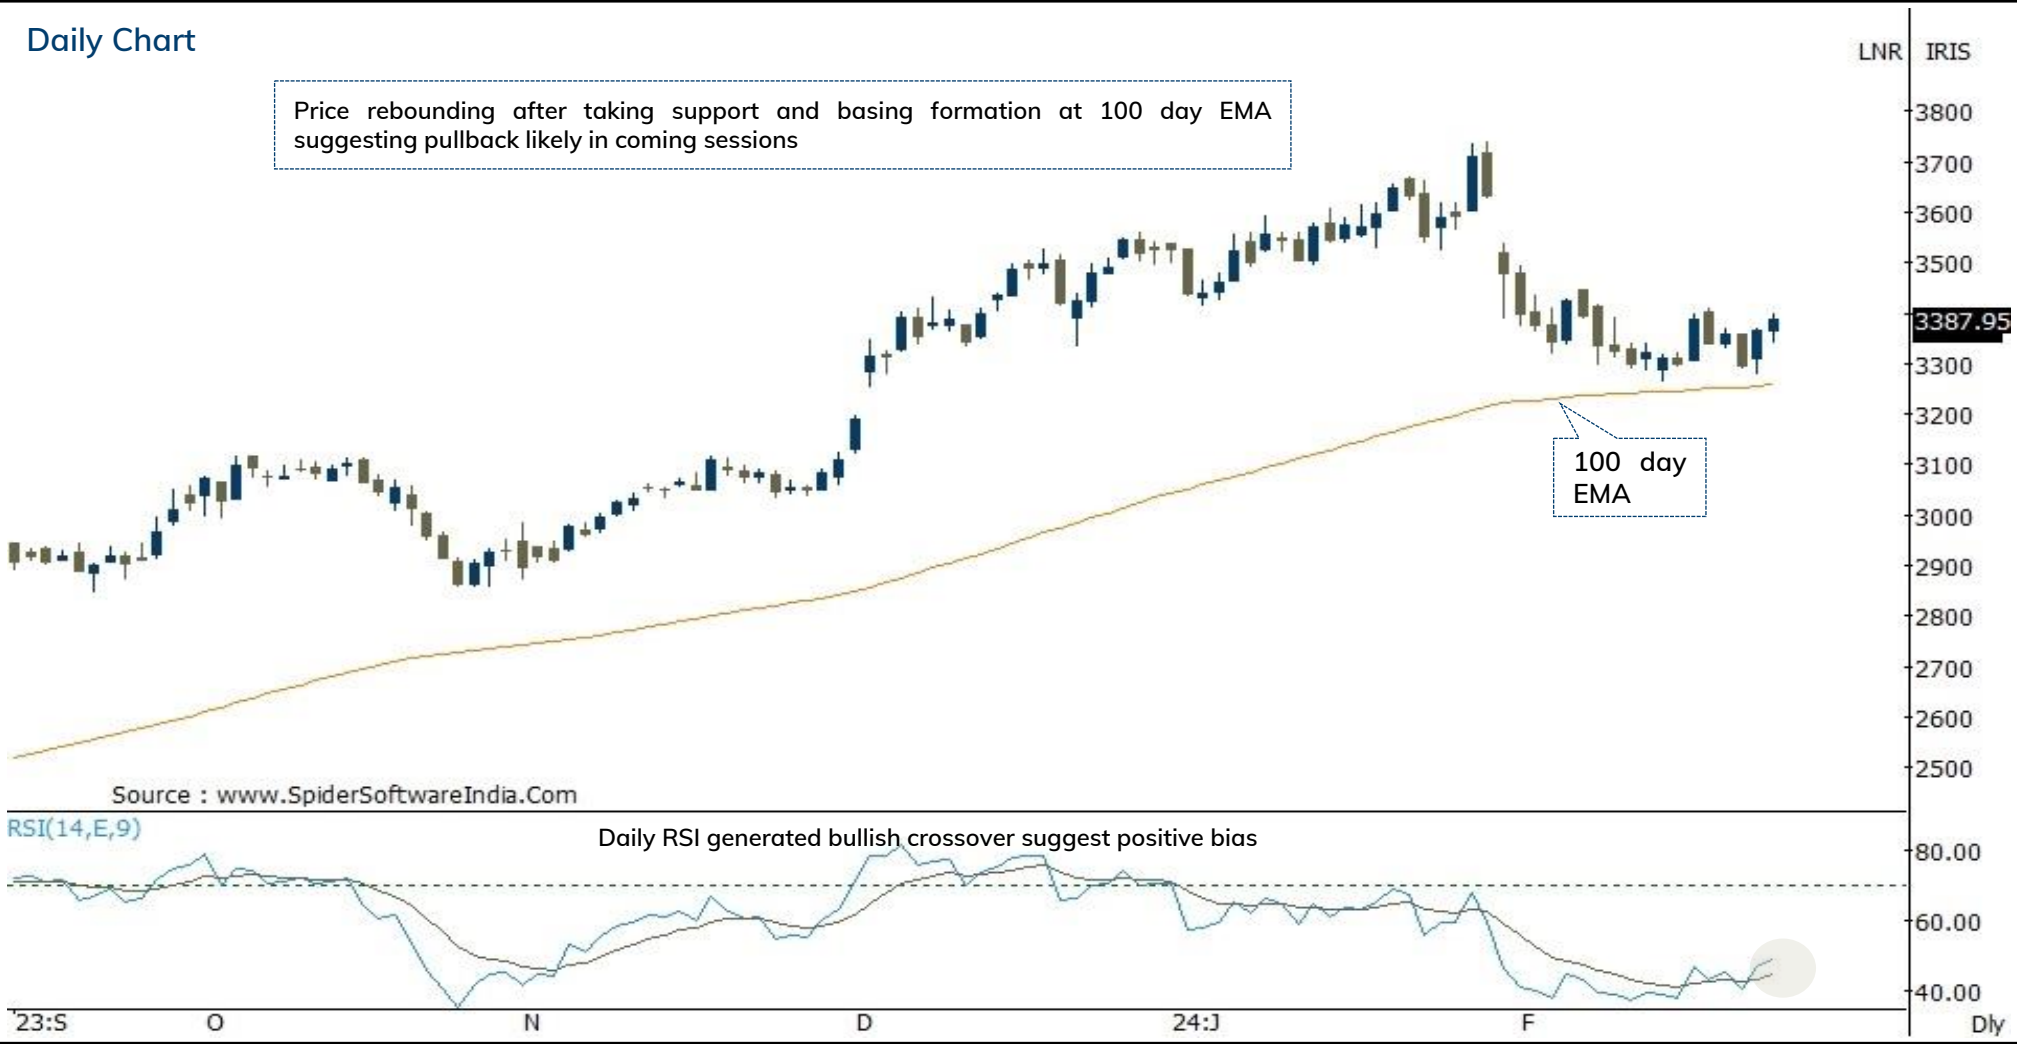 Daily Chart
LNR IRIS
Price rebounding after taking support and basing formation at 100 day EMA
suggesting pullback likely in coming sessions
3800
3700
3600
3500
3387.95
3300
3200
3100
3000
2900
2800
2700
2600
2500
100 day
EMA
Source : www.SpiderSoftwareIndia.Com
RSI(14,E,9)
Daily RSI generated bullish crossover suggest positive bias
80.00
60.00
40.00
'23:S O N D 24:J F Dly